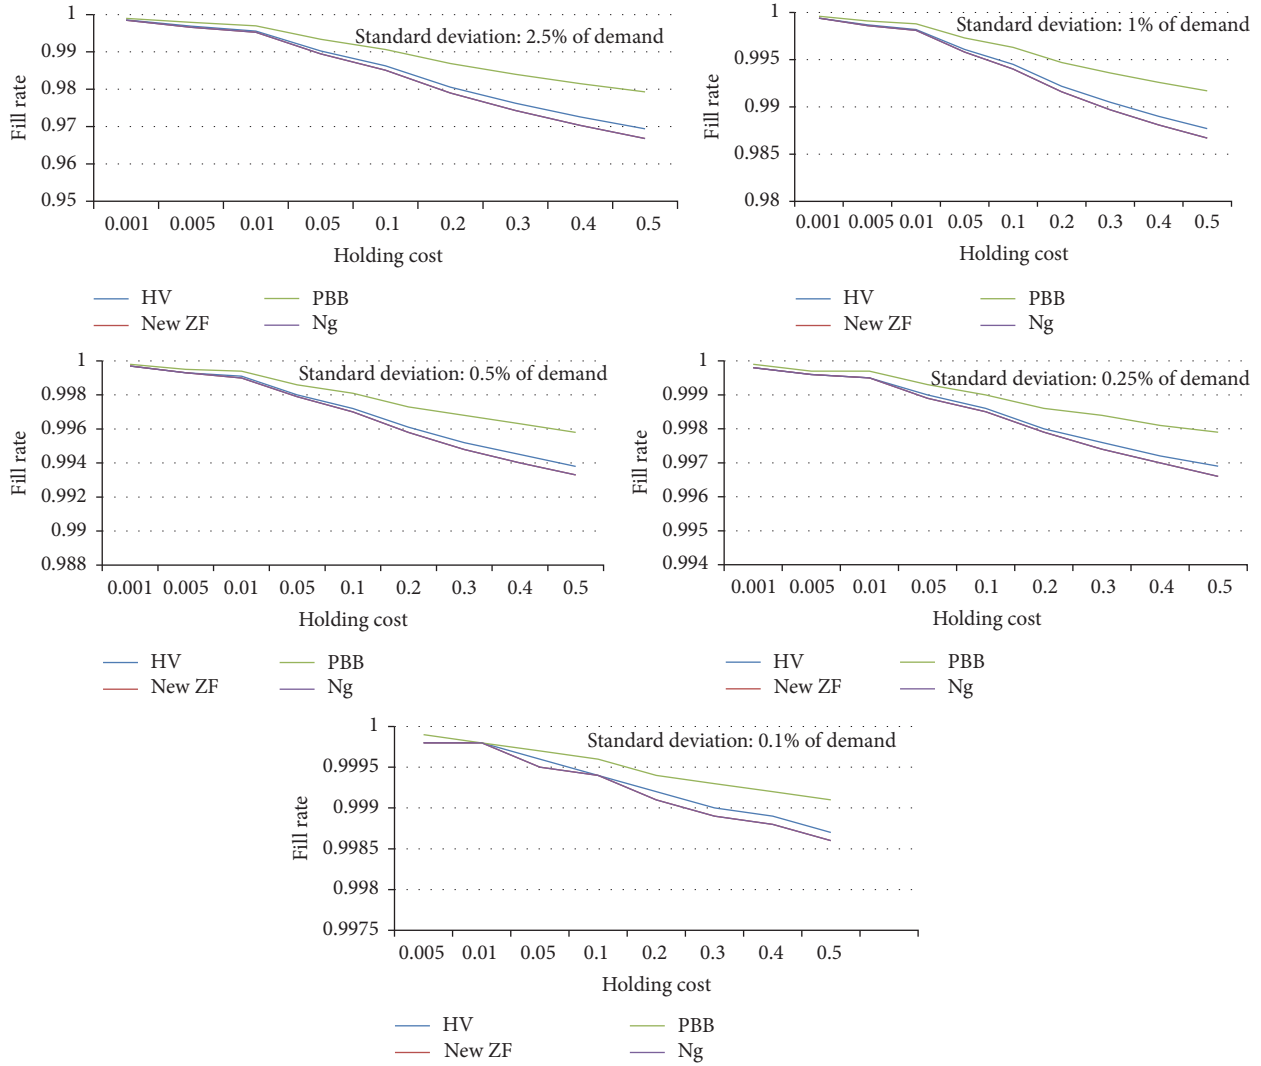 Standard deviation: 2.5% of demand
Fill rate
1
0.99
0.98
0.97
0.96
0.95
0.001 0.005 0.01 0.05 0.1 0.2 0.3 0.4 0.5
Holding cost
HV PBB
New ZF Ng
Standard deviation: 1% of demand
Fill rate
1
0.995
0.99
0.985
0.98
0.001 0.005 0.01 0.05 0.1 0.2 0.3 0.4 0.5
Holding cost
HV PBB
New ZF Ng
Standard deviation: 0.5% of demand
Fill rate
1
0.998
0.996
0.994
0.992
0.99
0.988
0.001 0.005 0.01 0.05 0.1 0.2 0.3 0.4 0.5
Holding cost
HV PBB
New ZF Ng
Standard deviation: 0.25% of demand
Fill rate
1
0.999
0.998
0.997
0.996
0.995
0.994
0.001 0.005 0.01 0.05 0.1 0.2 0.3 0.4 0.5
Holding cost
HV PBB
New ZF Ng
Standard deviation: 0.1% of demand
Fill rate
1
0.9995
0.999
0.9985
0.998
0.9975
0.005 0.01 0.05 0.1 0.2 0.3 0.4 0.5
Holding cost
HV PBB
New ZF Ng